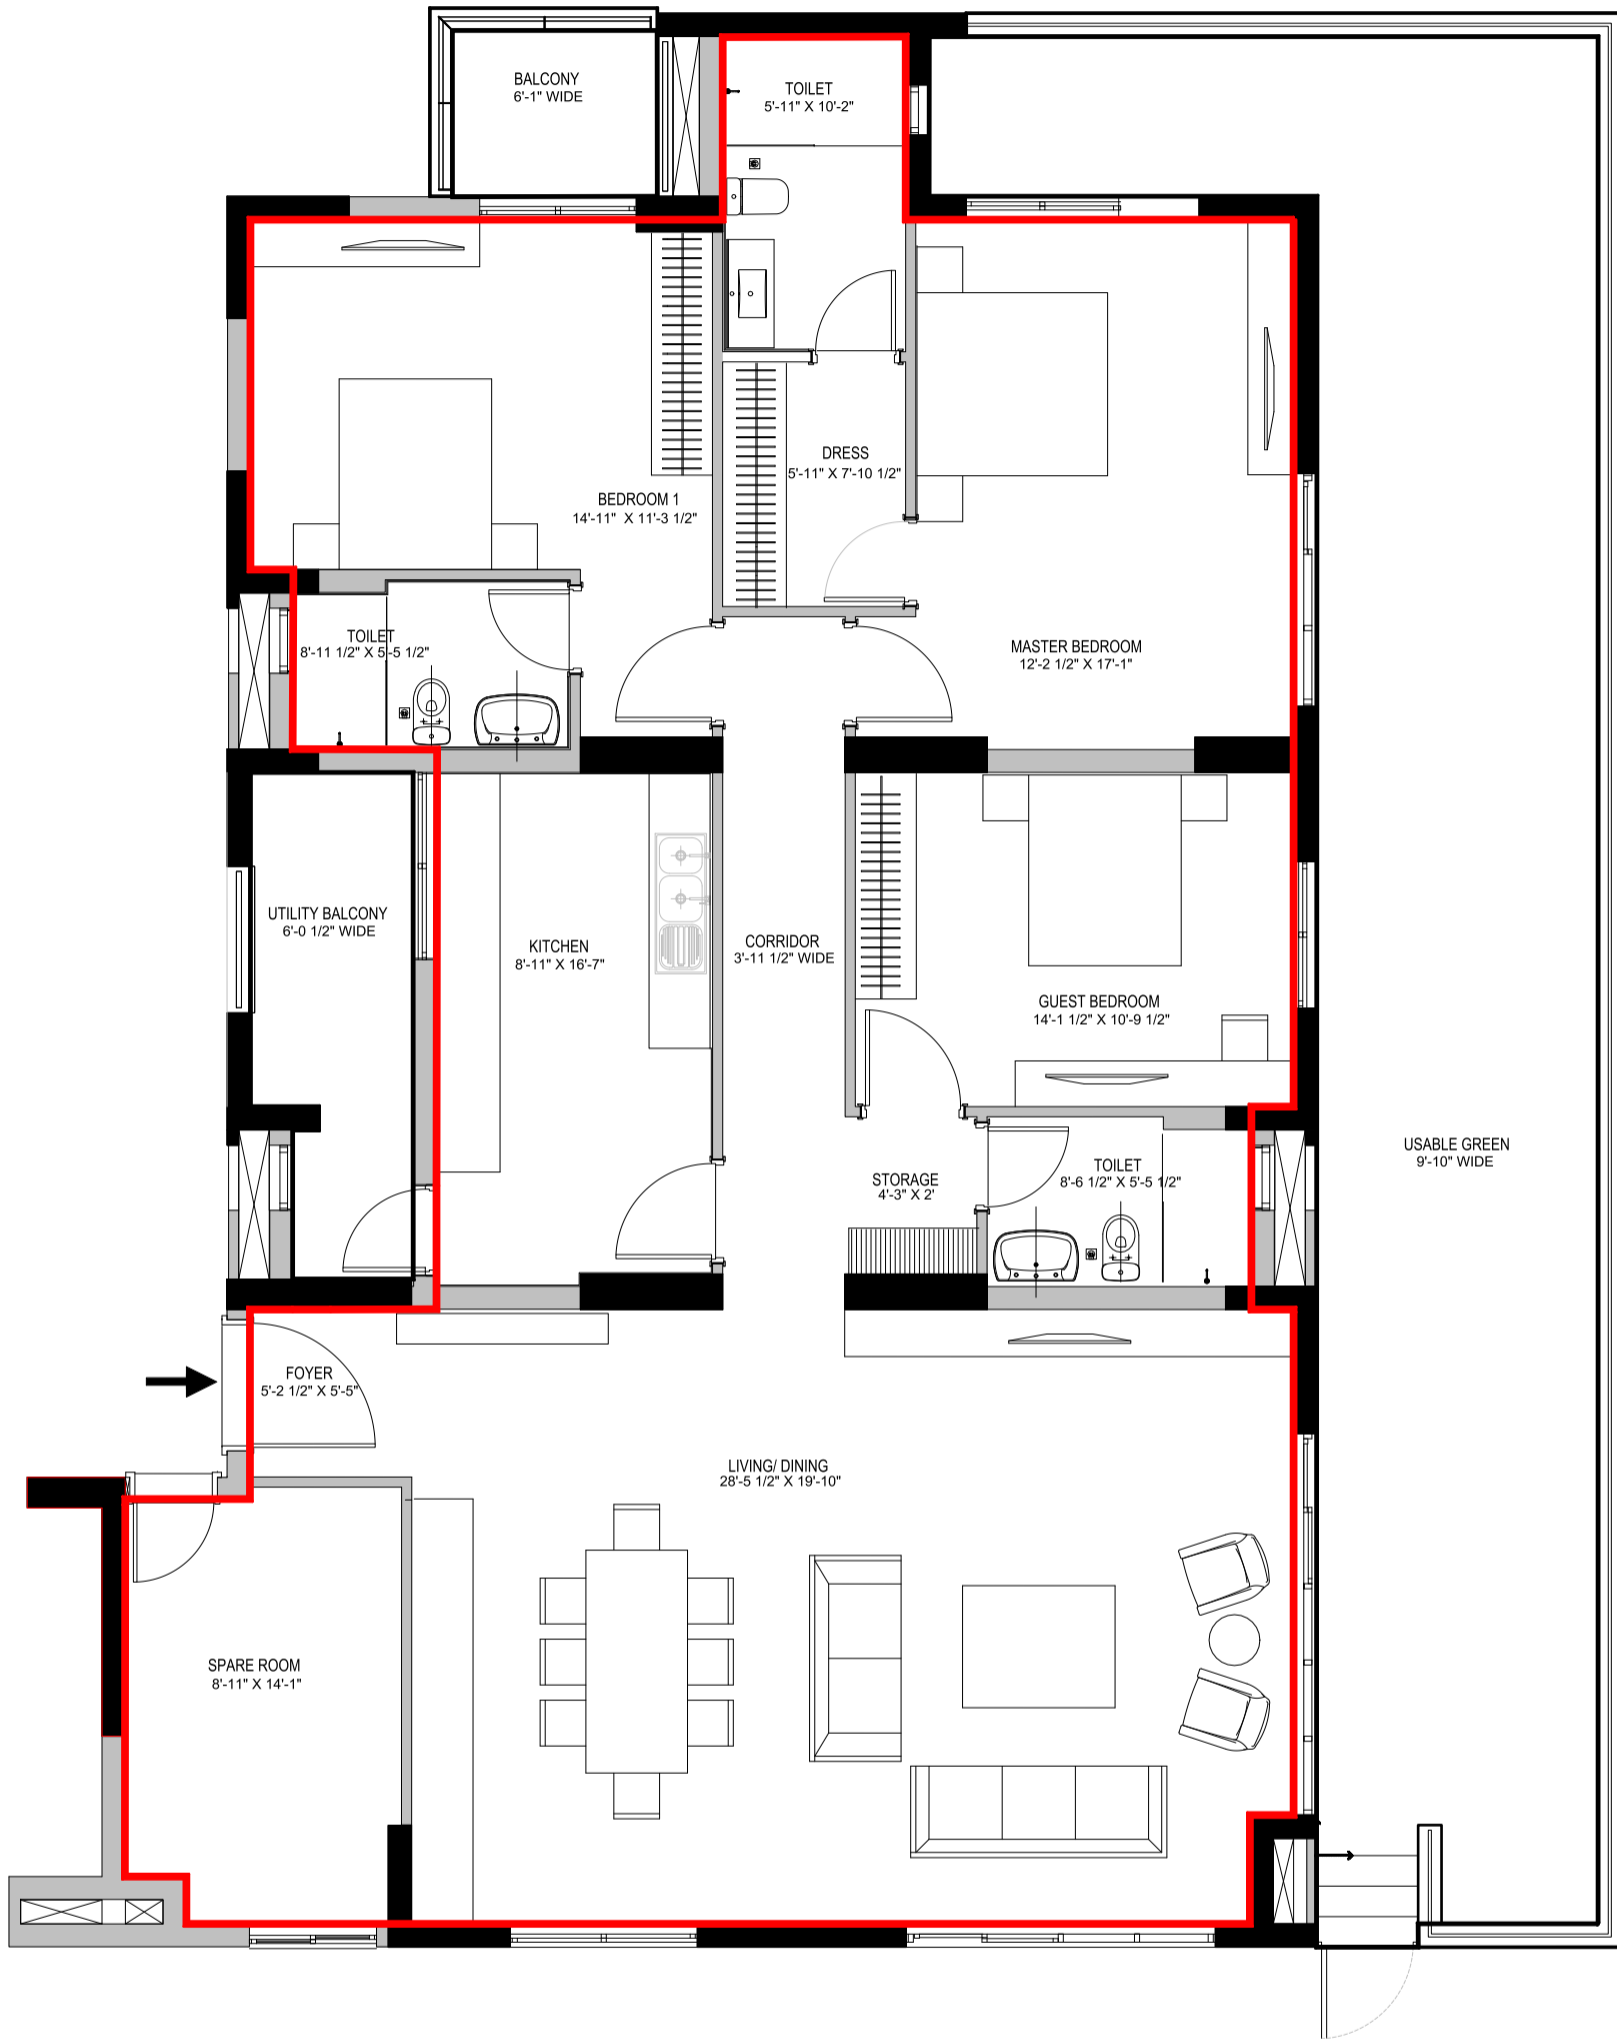 BALCONY
6'-1" WIDE
TOILET
5'-11" X 10'-2"
DRESS
5'-11" X 7'-10 1/2"
BEDROOM 1
14'-11" X 11'-3 1/2"
TOILET
8'-11 1/2" X 5'-5 1/2"
MASTER BEDROOM
12'-2 1/2" X 17'-1"
UTILITY BALCONY
6'-0 1/2" WIDE
KITCHEN
8'-11" X 16'-7"
CORRIDOR
3'-11 1/2" WIDE
GUEST BEDROOM
14'-1 1/2" X 10'-9 1/2"
USABLE GREEN
9'-10" WIDE
STORAGE
4'-3" X 2'
TOILET
8'-6 1/2" X 5'-5 1/2"
FOYER
5'-2 1/2" X 5'-5"
LIVING/ DINING
28'-5 1/2" X 19'-10"
SPARE ROOM
8'-11" X 14'-1"